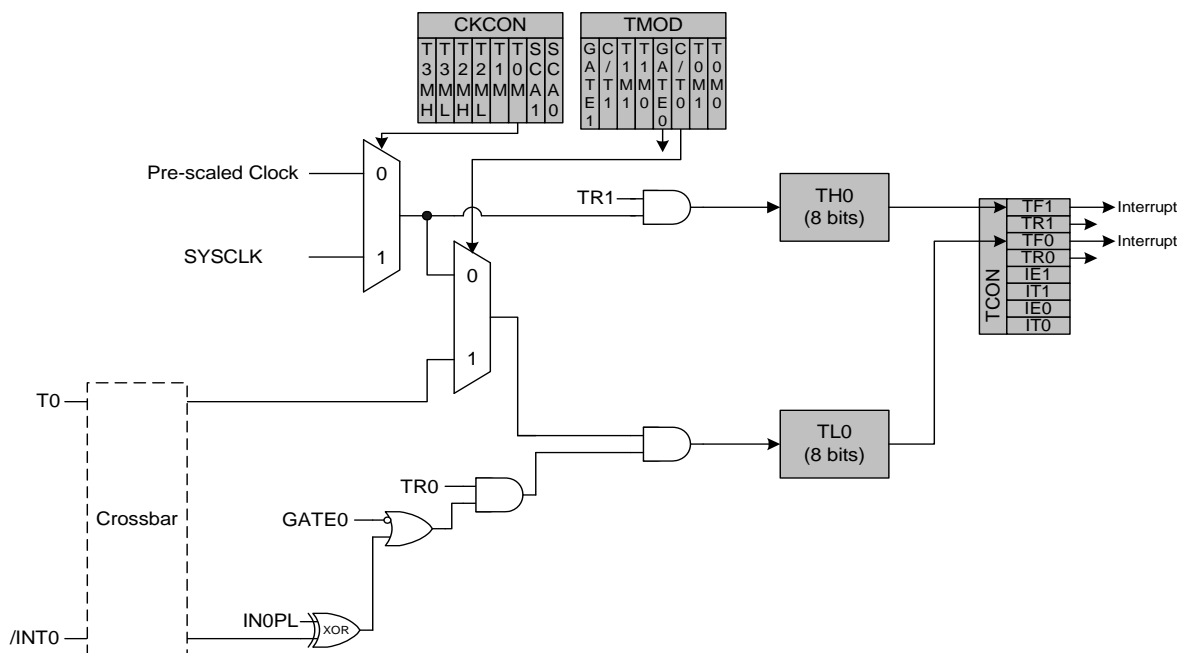 CKCON
T3MH
T3ML
T2MH
T2ML
T1M
T0M
SCA1
SCA0
TMOD
GATE1
C/T1
T1M1
T1M0
GATE0
C/T0
T0M1
T0M0
Pre-scaled Clock
0
SYSCLK
1
TR1
TH0
(8 bits)
TCON
TF1
TR1
TF0
TR0
IE1
IT1
IE0
IT0
Interrupt
Interrupt
0
1
T0
Crossbar
/INT0
TL0
(8 bits)
TR0
GATE0
IN0PL
XOR